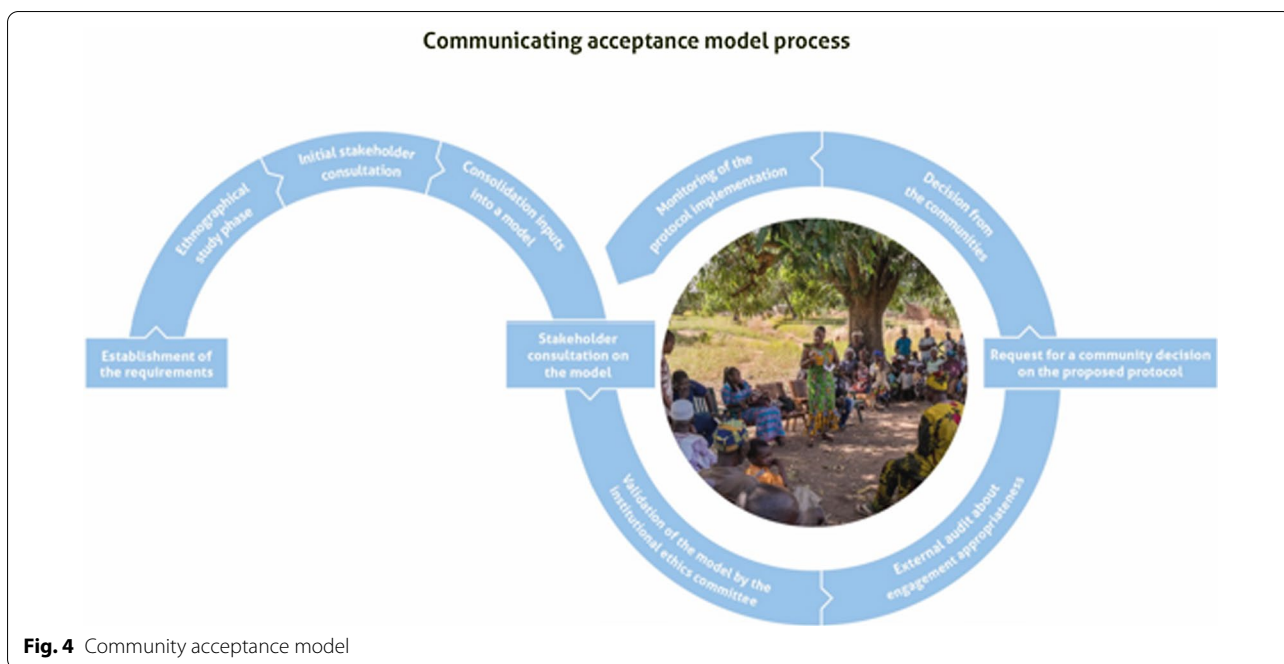 Communicating acceptance model process
Establishment of
the requirements
Ethnographical
study phase
Initial stakeholder
consultation
Consolidation inputs
into a model
Stakeholder
consultation on
the model
Validation of the model by the
institutional ethics committee
External audit about
engagement appropriateness
Request for a community decision
on the proposed protocol
Decision from
the communities
Monitoring of the
protocol implementation
Fig. 4 Community acceptance model